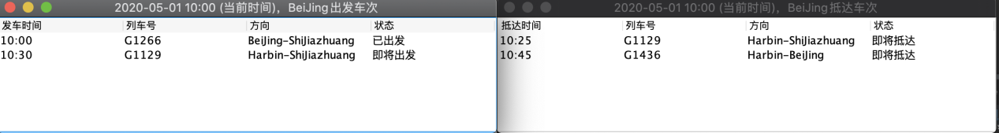 2020-05-01 10:00 (当前时间)，BeiJing出发车次
发车时间 列车号 方向 状态
10:00 G1266 BeiJing-ShiJiazhuang 已出发
10:30 G1129 Harbin-ShiJiazhuang 即将出发
2020-05-01 10:00 (当前时间)，BeiJing抵达车次
抵达时间 列车号 方向 状态
10:25 G1129 Harbin-ShiJiazhuang 即将抵达
10:45 G1436 Harbin-BeiJing 即将抵达